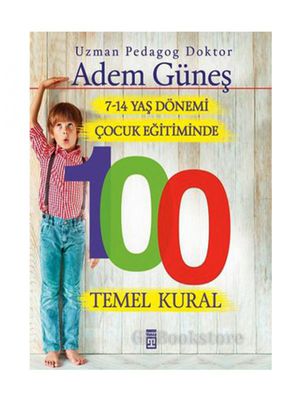 Uzman Pedagog Doktor
Adem Güneş
7-14 YAŞ DÖNEMİ
ÇOCUK EĞİTİMİNDE
100
TEMEL KURAL